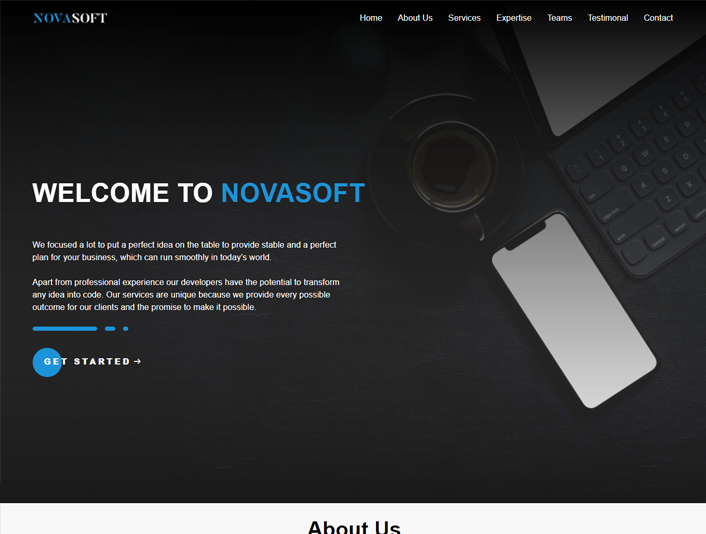 NOVASOFT
Home About Us Services Expertise Teams Testimonal Contact
WELCOME TO NOVASOFT
We focused a lot to put a perfect idea on the table to provide stable and a perfect
plan for your business, which can run smoothly in today's world.
Apart from professional experience our developers have the potential to transform
any idea into code. Our services are unique because we provide every possible
outcome for our clients and the promise to make it possible.
GET STARTED →
About Us